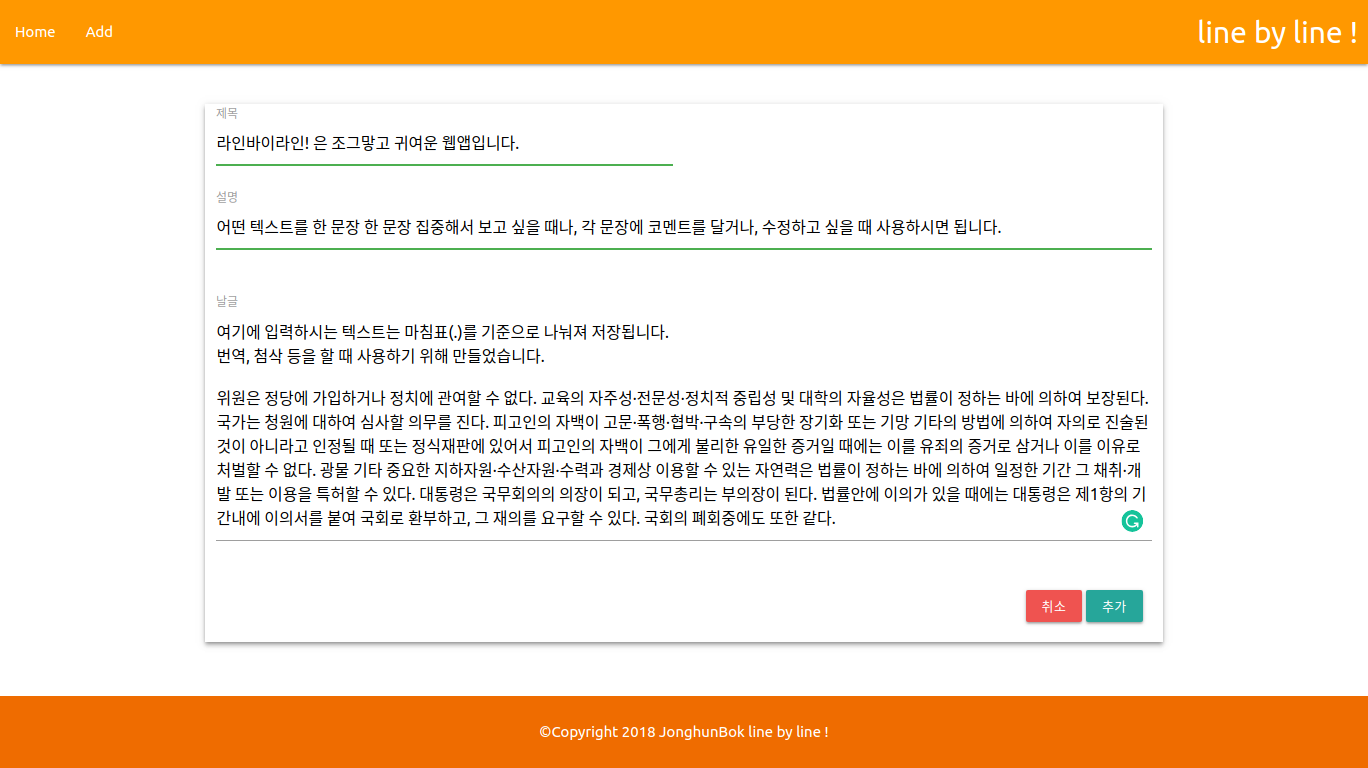 Home Add line by line !
제목
라인바이라인! 은 조그맣고 귀여운 웹앱입니다.
설명
어떤 텍스트를 한 문장 한 문장 집중해서 보고 싶을 때나, 각 문장에 코멘트를 달거나, 수정하고 싶을 때 사용하시면 됩니다.
날글
여기에 입력하시는 텍스트는 마침표(.)를 기준으로 나눠져 저장됩니다.
번역, 첨삭 등을 할 때 사용하기 위해 만들었습니다.
위원은 정당에 가입하거나 정치에 관여할 수 없다. 교육의 자주성·전문성·정치적 중립성 및 대학의 자율성은 법률이 정하는 바에 의하여 보장된다.
국가는 청원에 대하여 심사할 의무를 진다. 피고인의 자백이 고문·폭행·협박·구속의 부당한 장기화 또는 기망 기타의 방법에 의하여 자의로 진술된
것이 아니라고 인정될 때 또는 정식재판에 있어서 피고인의 자백이 그에게 불리한 유일한 증거일 때에는 이를 유죄의 증거로 삼거나 이를 이유로
처벌할 수 없다. 광물 기타 중요한 지하자원·수산자원·수력과 경제상 이용할 수 있는 자연력은 법률이 정하는 바에 의하여 일정한 기간 그 채취·개
발 또는 이용을 특허할 수 있다. 대통령은 국무회의의 의장이 되고, 국무총리는 부의장이 된다. 법률안에 이의가 있을 때에는 대통령은 제1항의 기
간내에 이의서를 붙여 국회로 환부하고, 그 재의를 요구할 수 있다. 국회의 폐회중에도 또한 같다.
취소 추가
©Copyright 2018 JonghunBok line by line !